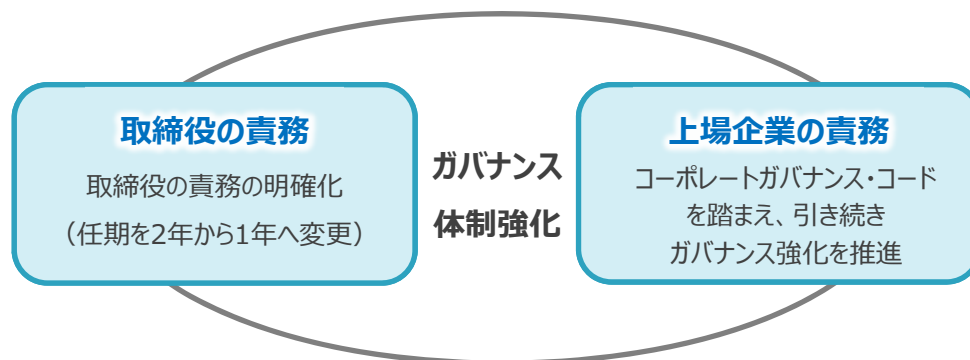 取締役の責務
取締役の責務の明確化
（任期を2年から1年へ変更）
ガバナンス
体制強化
上場企業の責務
コーポレートガバナンス・コード
を踏まえ、引き続き
ガバナンス強化を推進